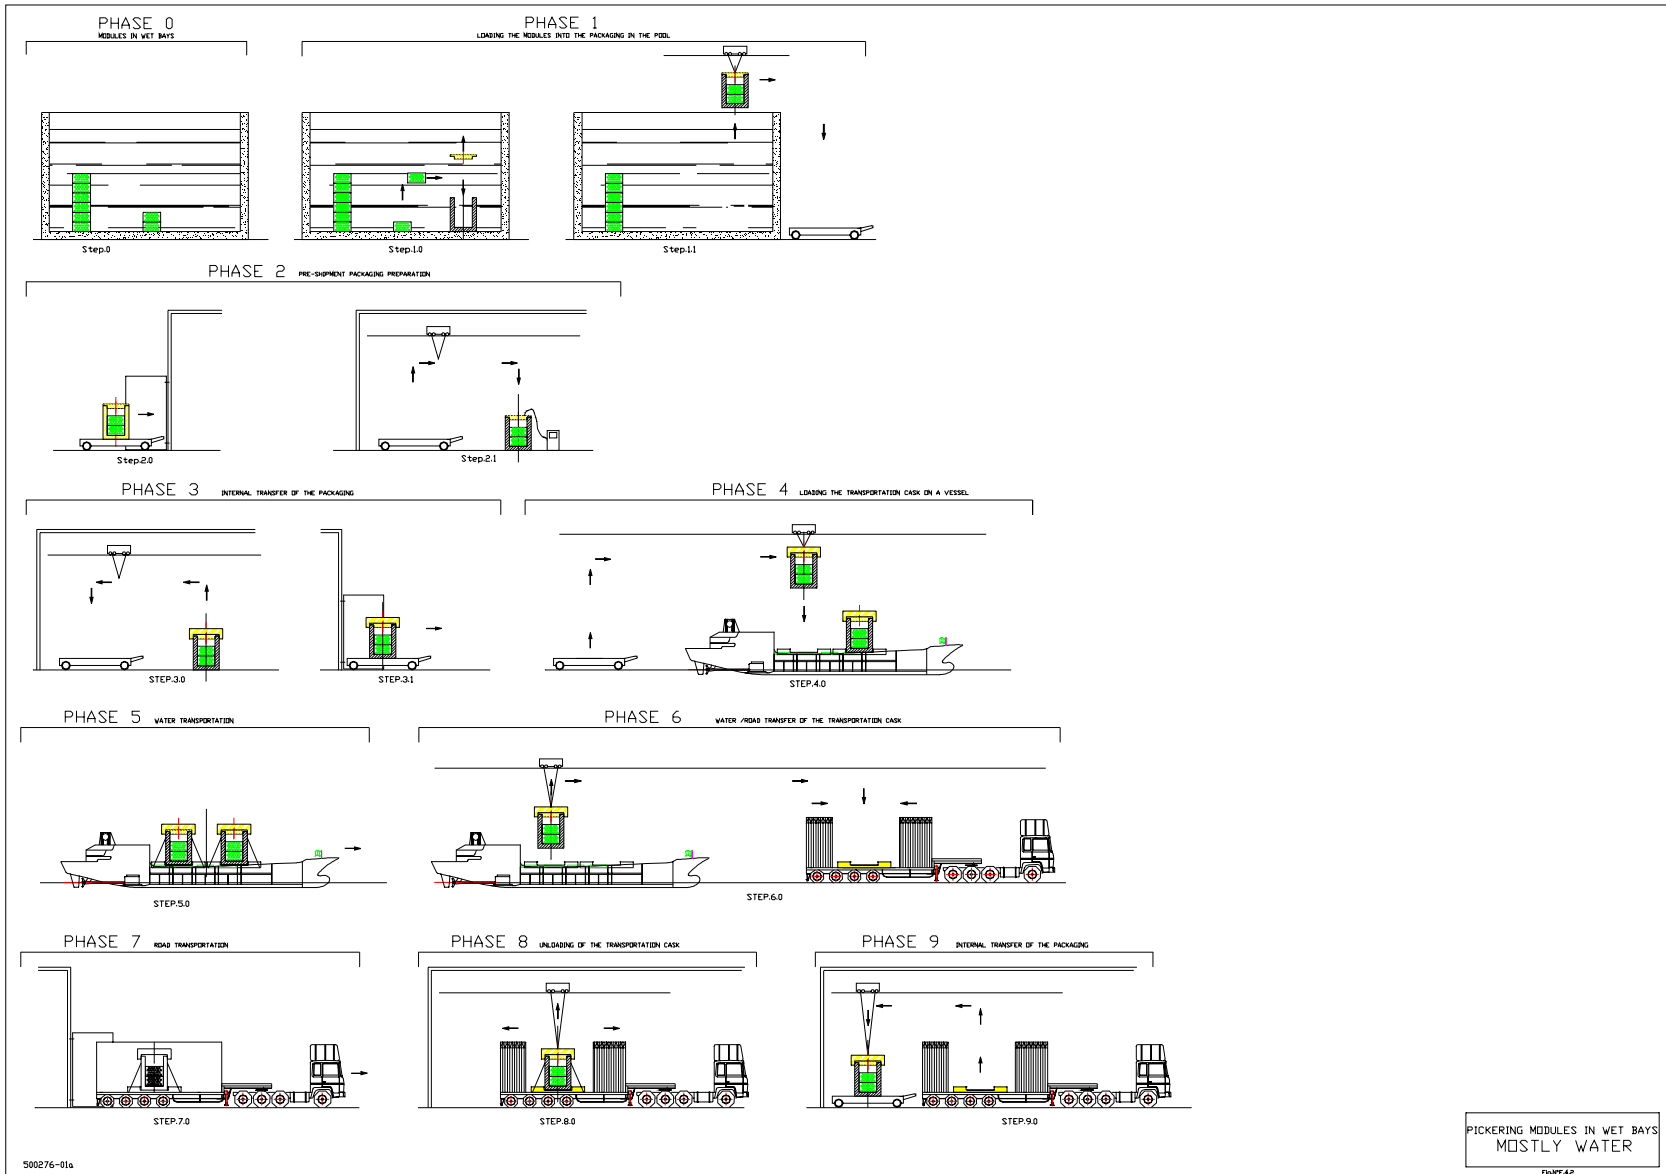 PHASE 0
MODULES IN WET BAYS
PHASE 1
LOADING THE MODULES INTO THE PACKAGING IN THE POOL
Step.0
Step.1.0
Step.1.1
PHASE 2 PRE-SHIPMENT PACKAGING PREPARATION
Step.2.0
Step.2.1
PHASE 3 INTERNAL TRANSFER OF THE PACKAGING
PHASE 4 LOADING THE TRANSPORTATION CASK ON A VESSEL
STEP.3.0
STEP.3.1
STEP.4.0
PHASE 5 WATER TRANSPORTATION
PHASE 6 WATER /ROAD TRANSFER OF THE TRANSPORTATION CASK
STEP.5.0
STEP.6.0
PHASE 7 ROAD TRANSPORTATION
PHASE 8 UNLOADING OF THE TRANSPORTATION CASK
PHASE 9 INTERNAL TRANSFER OF THE PACKAGING
STEP.7.0
STEP.8.0
STEP.9.0
PICKERING MODULES IN WET BAYS
MOSTLY WATER
500276-01a